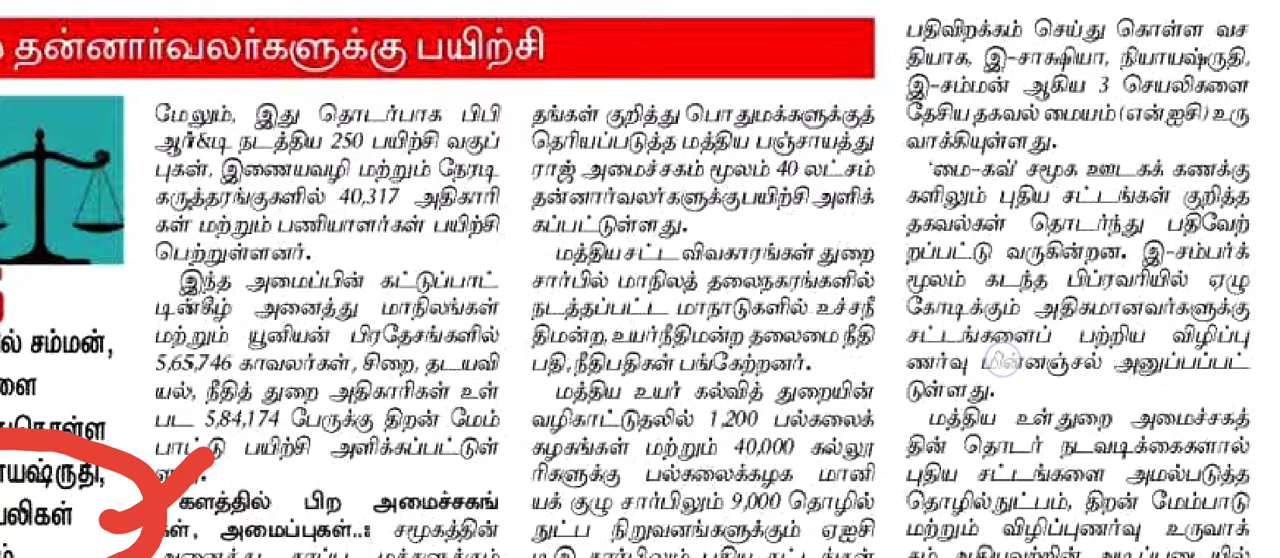 தன்னார்வலர்களுக்கு பயிற்சி
ல் சம்மன்,
ளை
யஷ்ருதி,
பலிகள்
மேலும், இது தொடர்பாக பிபி
ஆர்&டி நடத்திய 250 பயிற்சி வகுப்
புகள், இணையவழி மற்றும் நேரடி
கருத்தரங்குகளில் 40,317 அதிகாரி
கள் மற்றும் பணியாளர்கள் பயிற்சி
பெற்றுள்ளனர்.
இந்த அமைப்பின் கட்டுப்பாட்
டின்கீழ் அனைத்து மாநிலங்கள்
மற்றும் யூனியன் பிரதேசங்களில்
5,65,746 காவலர்கள், சிறை, தடயவி
யல், நீதித் துறை அதிகாரிகள் உள்
பட 5,84,174 பேருக்கு திறன் மேம்
பாட்டு பயிற்சி அளிக்கப்பட்டுள்
களத்தில் பிற அமைச்சகங்
கள், அமைப்புகள்..: சமூகத்தின்
தங்கள் குறித்து பொதுமக்களுக்குத்
தெரியப்படுத்த மத்திய பஞ்சாயத்து
ராஜ் அமைச்சகம் மூலம் 40 லட்சம்
தன்னார்வலர்களுக்குபயிற்சி அளிக்
கப்பட்டுள்ளது.
மத்திய சட்ட விவகாரங்கள் துறை
சார்பில் மாநிலத் தலைநகரங்களில்
நடத்தப்பட்ட மாநாடுகளில் உச்சநீ
திமன்ற, உயர்நீதிமன்ற தலைமை நீதி
பதி, நீதிபதிகள் பங்கேற்றனர்.
மத்திய உயர் கல்வித் துறையின்
வழிகாட்டுதலில் 1,200 பல்கலைக்
கழகங்கள் மற்றும் 40,000 கல்லூ
ரிகளுக்கு பல்கலைக்கழக மானி
யக் குழு சார்பிலும் 9,000 தொழில்
நுட்ப நிறுவனங்களுக்கும் ஏஐசி
பதிவிறக்கம் செய்து கொள்ள வச
தியாக, இ-சாக்ஷியா, நியாயஷ்ருதி,
இ-சம்மன் ஆகிய 3 செயலிகளை
தேசிய தகவல் மையம் (என்ஐசி) உரு
வாக்கியுள்ளது.
'மை-கவ்' சமூக ஊடகக் கணக்கு
களிலும் புதிய சட்டங்கள் குறித்த
தகவல்கள் தொடர்ந்து பதிவேற்
றப்பட்டு வருகின்றன. இ-சம்பர்க்
மூலம் கடந்த பிப்ரவரியில் ஏழு
கோடிக்கும் அதிகமானவர்களுக்கு
சட்டங்களைப் பற்றிய விழிப்பு
ணர்வு மின்னஞ்சல் அனுப்பப்பட்
டுள்ளது.
மத்திய உள்துறை அமைச்சகத்
தின் தொடர் நடவடிக்கைகளால்
புதிய சட்டங்களை அமல்படுத்த
தொழில்நுட்பம், திறன் மேம்பாடு
மற்றும் விழிப்புணர்வு உருவாக்